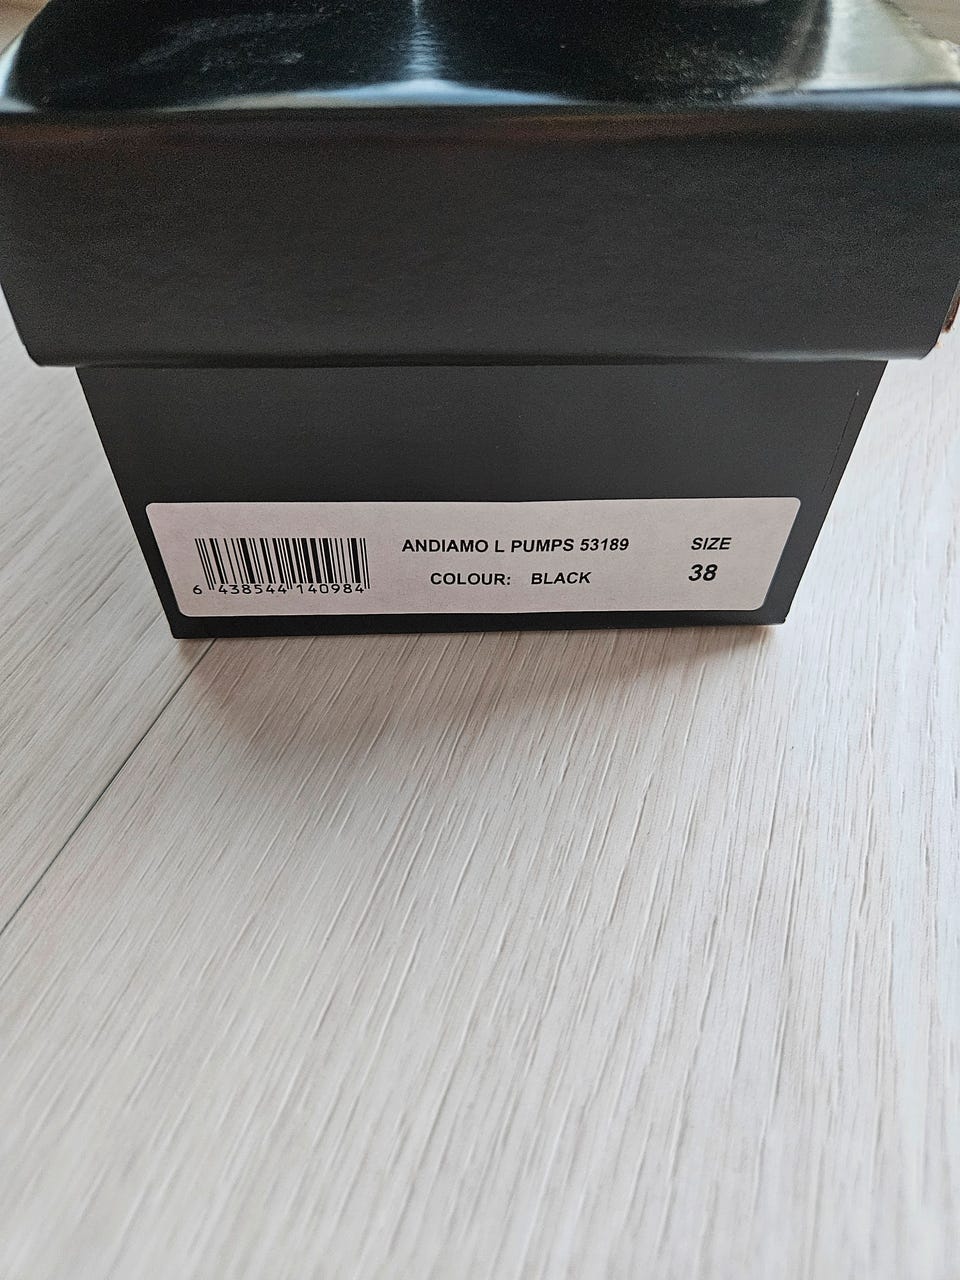 ANDIAMO L PUMPS 53189
COLOUR: BLACK
SIZE
38
6 438544 140984